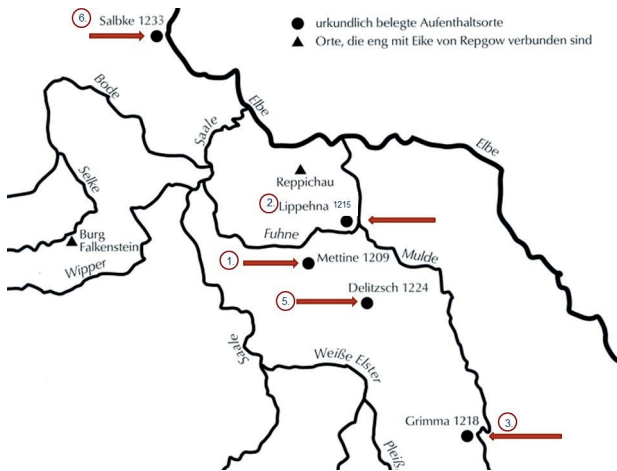 6.
Salbke 1233
urkundlich belegte Aufenthaltsorte
Orte, die eng mit Eike von Repgow verbunden sind
Bode
Saale
Elbe
Elbe
Selke
Reppichau
2.
Lippehna 1215
Burg
Falkenstein
Fuhne
Wipper
1.
Mettine 1209
Mulde
5.
Delitzsch 1224
Saale
Weiße Elster
Grimma 1218
3.
Pleiß